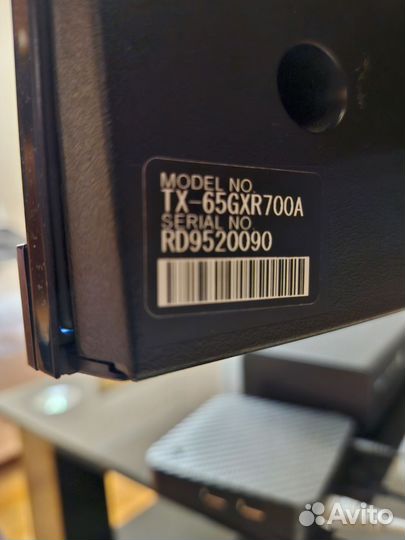 MODEL NO.
TX-65GXR700A
SERIAL NO.
RD9520090
Avito